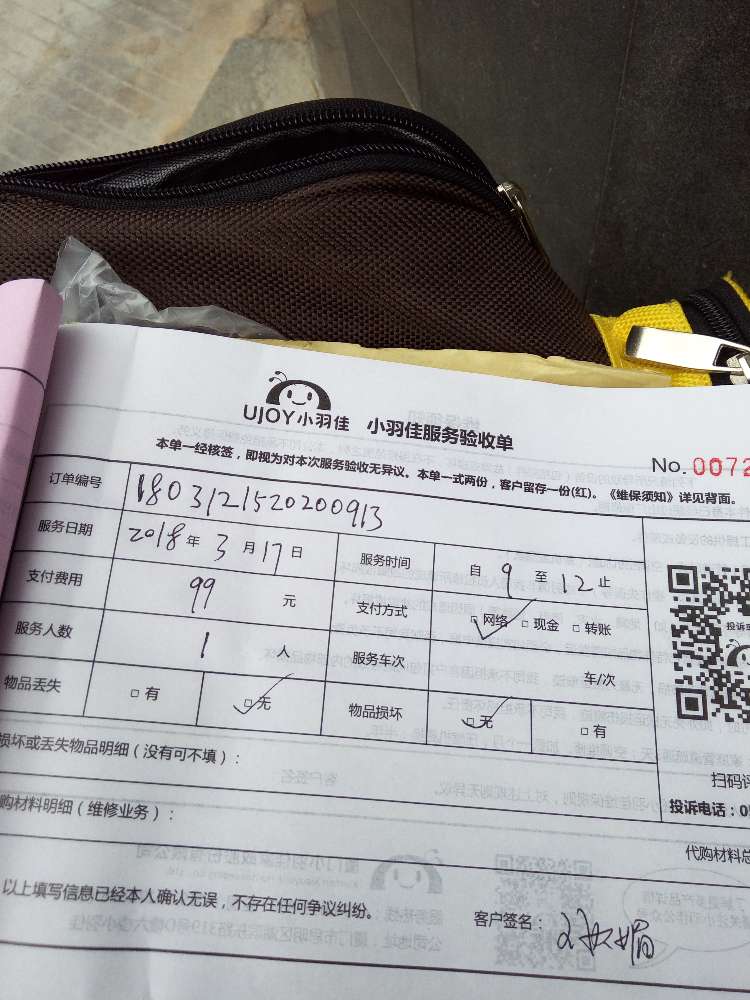 UJOY小羽佳 小羽佳服务验收单
本单一经核签，即视为对本次服务验收无异议。本单一式两份，客户留存一份(红)。《维保须知》详见背面。
No. 0072
订单编号 1803121520200913
服务日期 2018年3月17日 服务时间 自9至12止
支付费用 99 元 支付方式 □网络 □现金 □转账
服务人数 1 人 服务车次 车/次
物品丢失 □有 □无 物品损坏 □无 □有
损坏或丢失物品明细（没有可不填）：
扫码评
投诉电话：05
购材料明细（维修业务）：
代购材料总
以上填写信息已经本人确认无误，不存在任何争议纠纷。
客户签名：